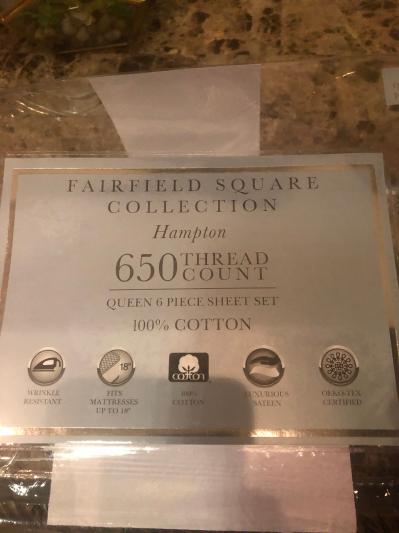 FAIRFIELD SQUARE
COLLECTION
Hampton
650 THREAD COUNT
QUEEN 6 PIECE SHEET SET
100% COTTON
18"
COTTON
WRINKLE
RESISTANT
FITS
MATTRESSES
UP TO 18"
100%
COTTON
LUXURIOUS
SATEEN
OEKO-TEX
CERTIFIED